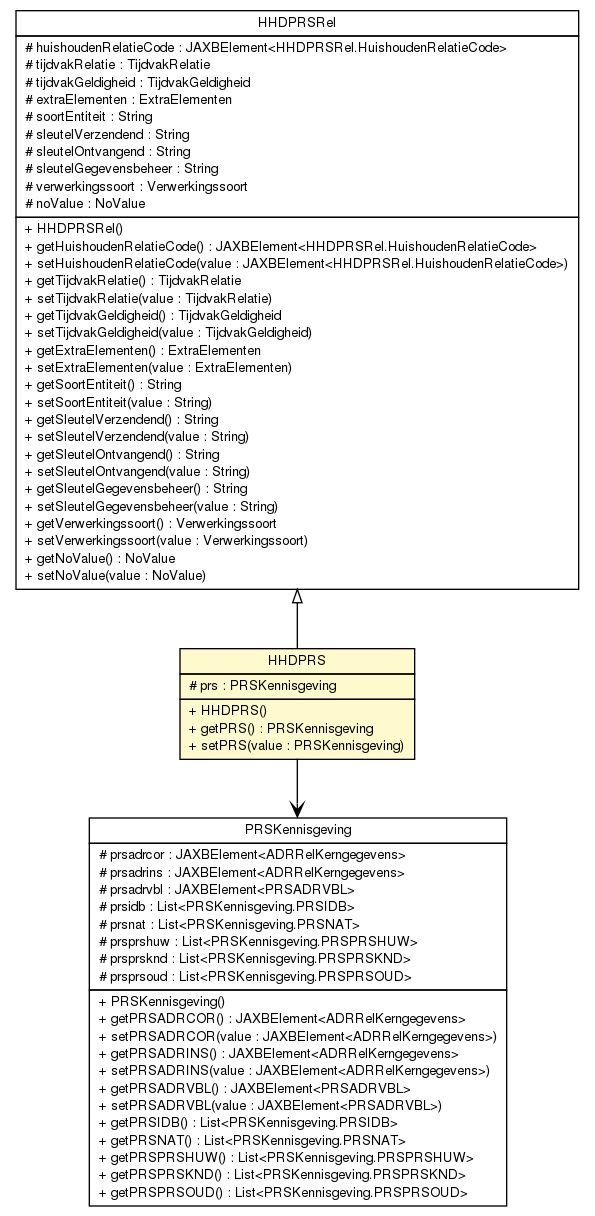 HHDPRSRel
# huishoudenRelatieCode : JAXBElement<HHDPRSRel.HuishoudenRelatieCode>
# tijdvakRelatie : TijdvakRelatie
# tijdvakGeldigheid : TijdvakGeldigheid
# extraElementen : ExtraElementen
# soortEntiteit : String
# sleutelVerzendend : String
# sleutelOntvangend : String
# sleutelGegevensbeheer : String
# verwerkingssoort : Verwerkingssoort
# noValue : NoValue
+ HHDPRSRel()
+ getHuishoudenRelatieCode() : JAXBElement<HHDPRSRel.HuishoudenRelatieCode>
+ setHuishoudenRelatieCode(value : JAXBElement<HHDPRSRel.HuishoudenRelatieCode>)
+ getTijdvakRelatie() : TijdvakRelatie
+ setTijdvakRelatie(value : TijdvakRelatie)
+ getTijdvakGeldigheid() : TijdvakGeldigheid
+ setTijdvakGeldigheid(value : TijdvakGeldigheid)
+ getExtraElementen() : ExtraElementen
+ setExtraElementen(value : ExtraElementen)
+ getSoortEntiteit() : String
+ setSoortEntiteit(value : String)
+ getSleutelVerzendend() : String
+ setSleutelVerzendend(value : String)
+ getSleutelOntvangend() : String
+ setSleutelOntvangend(value : String)
+ getSleutelGegevensbeheer() : String
+ setSleutelGegevensbeheer(value : String)
+ getVerwerkingssoort() : Verwerkingssoort
+ setVerwerkingssoort(value : Verwerkingssoort)
+ getNoValue() : NoValue
+ setNoValue(value : NoValue)
HHDPRS
# prs : PRSKennisgeving
+ HHDPRS()
+ getPRS() : PRSKennisgeving
+ setPRS(value : PRSKennisgeving)
PRSKennisgeving
# prsadrcor : JAXBElement<ADRRelKerngegevens>
# prsadrins : JAXBElement<ADRRelKerngegevens>
# prsadrvbl : JAXBElement<PRSADRVBL>
# prsidb : List<PRSKennisgeving.PRSIDB>
# prsnat : List<PRSKennisgeving.PRSNAT>
# prsprshuw : List<PRSKennisgeving.PRSPRSHUW>
# prsprsknd : List<PRSKennisgeving.PRSPRSKND>
# prsprsoud : List<PRSKennisgeving.PRSPRSOUD>
+ PRSKennisgeving()
+ getPRSADRCOR() : JAXBElement<ADRRelKerngegevens>
+ setPRSADRCOR(value : JAXBElement<ADRRelKerngegevens>)
+ getPRSADRINS() : JAXBElement<ADRRelKerngegevens>
+ setPRSADRINS(value : JAXBElement<ADRRelKerngegevens>)
+ getPRSADRVBL() : JAXBElement<PRSADRVBL>
+ setPRSADRVBL(value : JAXBElement<PRSADRVBL>)
+ getPRSIDB() : List<PRSKennisgeving.PRSIDB>
+ getPRSNAT() : List<PRSKennisgeving.PRSNAT>
+ getPRSPRSHUW() : List<PRSKennisgeving.PRSPRSHUW>
+ getPRSPRSKND() : List<PRSKennisgeving.PRSPRSKND>
+ getPRSPRSOUD() : List<PRSKennisgeving.PRSPRSOUD>